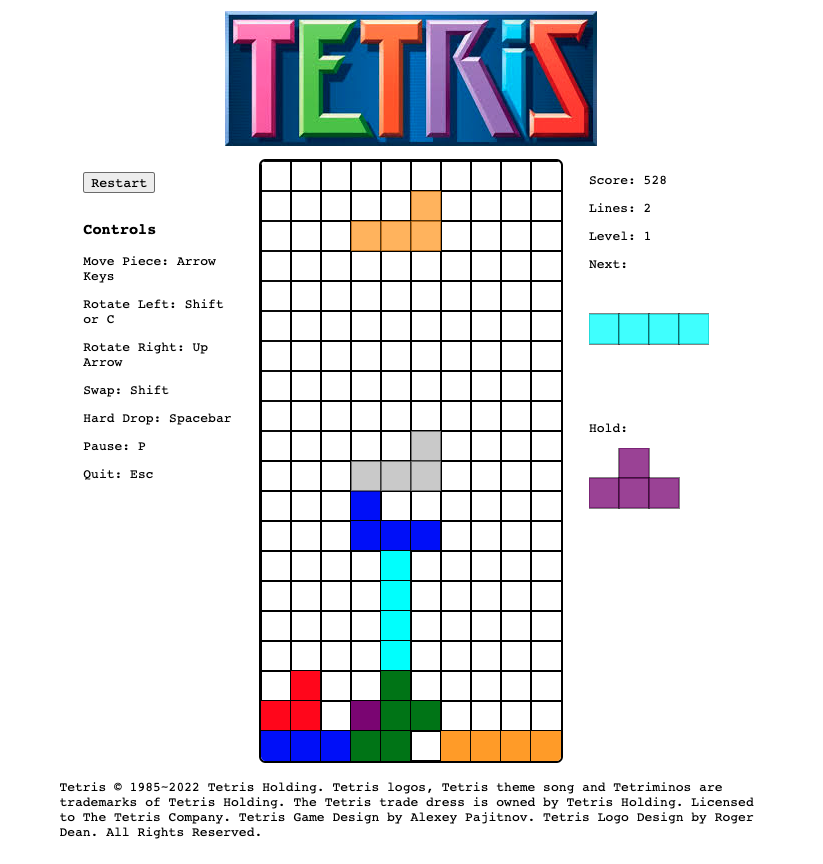 TETRIS
Restart
Controls
Move Piece: Arrow
Keys
Rotate Left: Shift
or C
Rotate Right: Up
Arrow
Swap: Shift
Hard Drop: Spacebar
Pause: P
Quit: Esc
Score: 528
Lines: 2
Level: 1
Next:
Hold:
Tetris © 1985~2022 Tetris Holding. Tetris logos, Tetris theme song and Tetriminos are
trademarks of Tetris Holding. The Tetris trade dress is owned by Tetris Holding. Licensed
to The Tetris Company. Tetris Game Design by Alexey Pajitnov. Tetris Logo Design by Roger
Dean. All Rights Reserved.